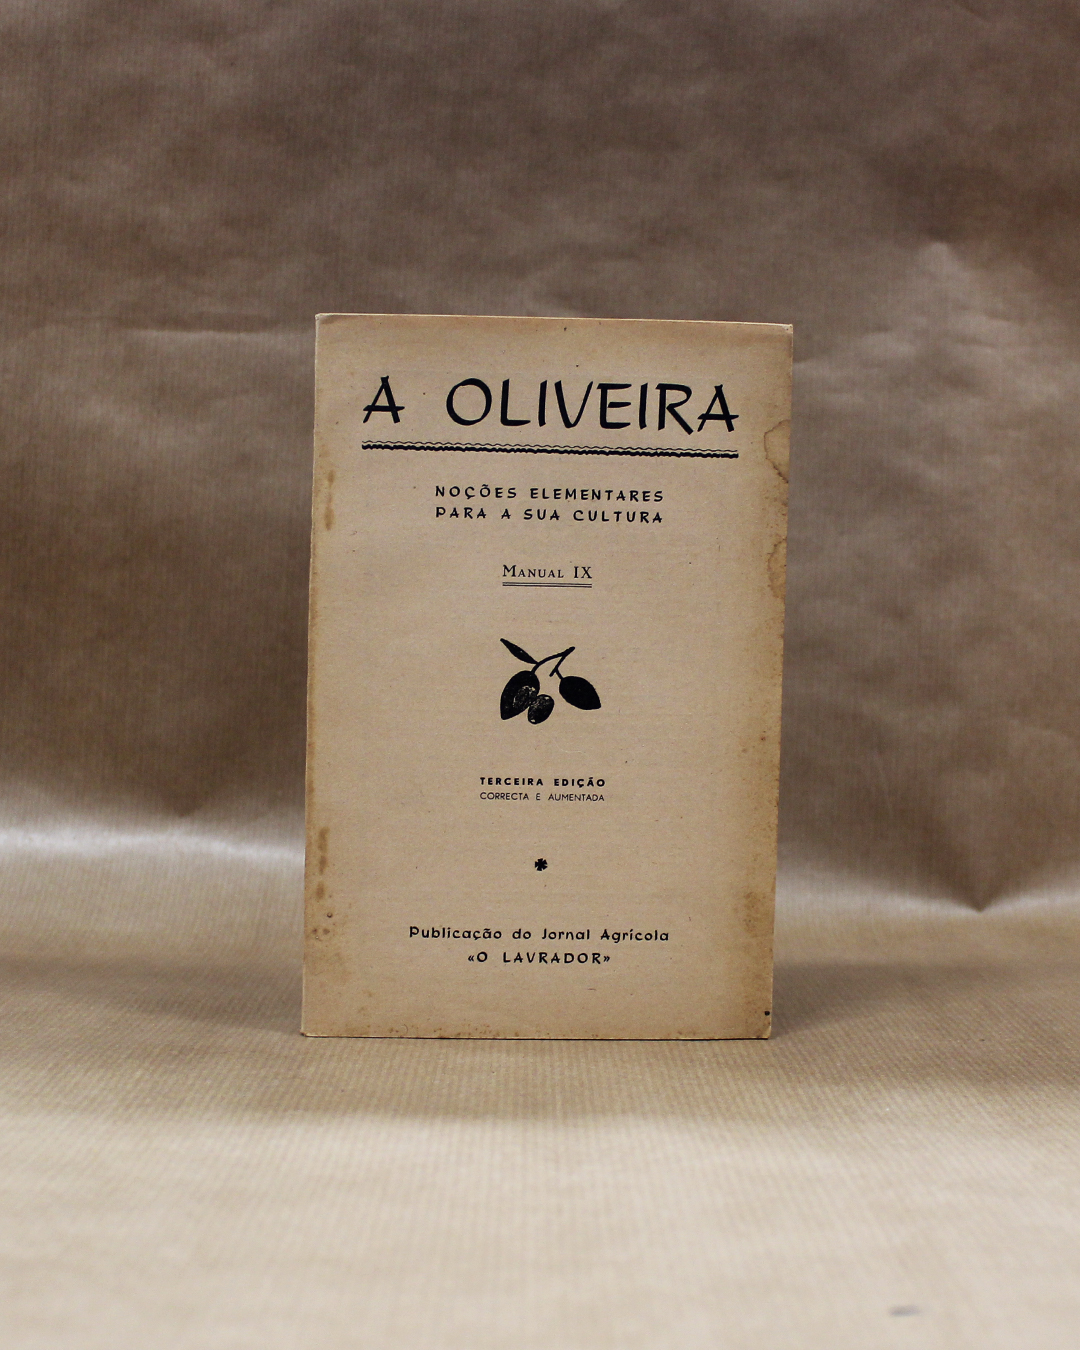 A OLIVEIRA
NOÇÕES ELEMENTARES
PARA A SUA CULTURA
MANUAL IX
TERCEIRA EDIÇÃO
CORRECTA E AUMENTADA
Publicação do Jornal Agrícola
«O LAVRADOR»